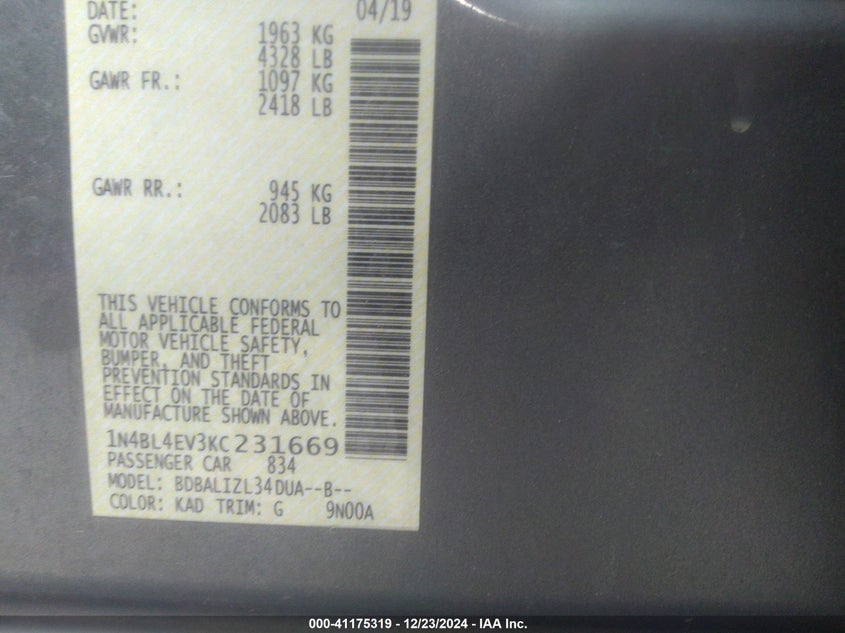 DATE: 04/19
GVWR: 1963 KG
4328 LB
GAWR FR.: 1097 KG
2418 LB
GAWR RR.: 945 KG
2083 LB
THIS VEHICLE CONFORMS TO
ALL APPLICABLE FEDERAL
MOTOR VEHICLE SAFETY,
BUMPER, AND THEFT
PREVENTION STANDARDS IN
EFFECT ON THE DATE OF
MANUFACTURE SHOWN ABOVE.
1N4BL4EV3KC231669
PASSENGER CAR 834
MODEL: BDBALIZL34DUA--B--
COLOR: KAD TRIM: G 9N00A
000-41175319 - 12/23/2024 - IAA Inc.